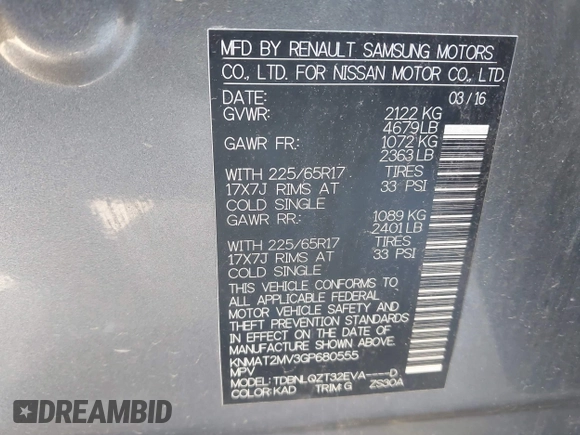 MFD BY RENAULT SAMSUNG MOTORS
CO., LTD. FOR NISSAN MOTOR CO., LTD.
DATE: 03/16
GVWR: 2122 KG
4679 LB
GAWR FR: 1072 KG
2363 LB
WITH 225/65R17 TIRES
17X7J RIMS AT 33 PSI
COLD SINGLE
GAWR RR: 1089 KG
2401 LB
WITH 225/65R17 TIRES
17X7J RIMS AT 33 PSI
COLD SINGLE
THIS VEHICLE CONFORMS TO
ALL APPLICABLE FEDERAL
MOTOR VEHICLE SAFETY AND
THEFT PREVENTION STANDARDS
IN EFFECT ON THE DATE OF
MANUFACTURE SHOWN ABOVE.
KNMAT2MV3GP680555
MPV
MODEL: TDBNLQZT32EVA----D
COLOR: KAD TRIM: G ZS30A
DREAMBID
DREAMBID